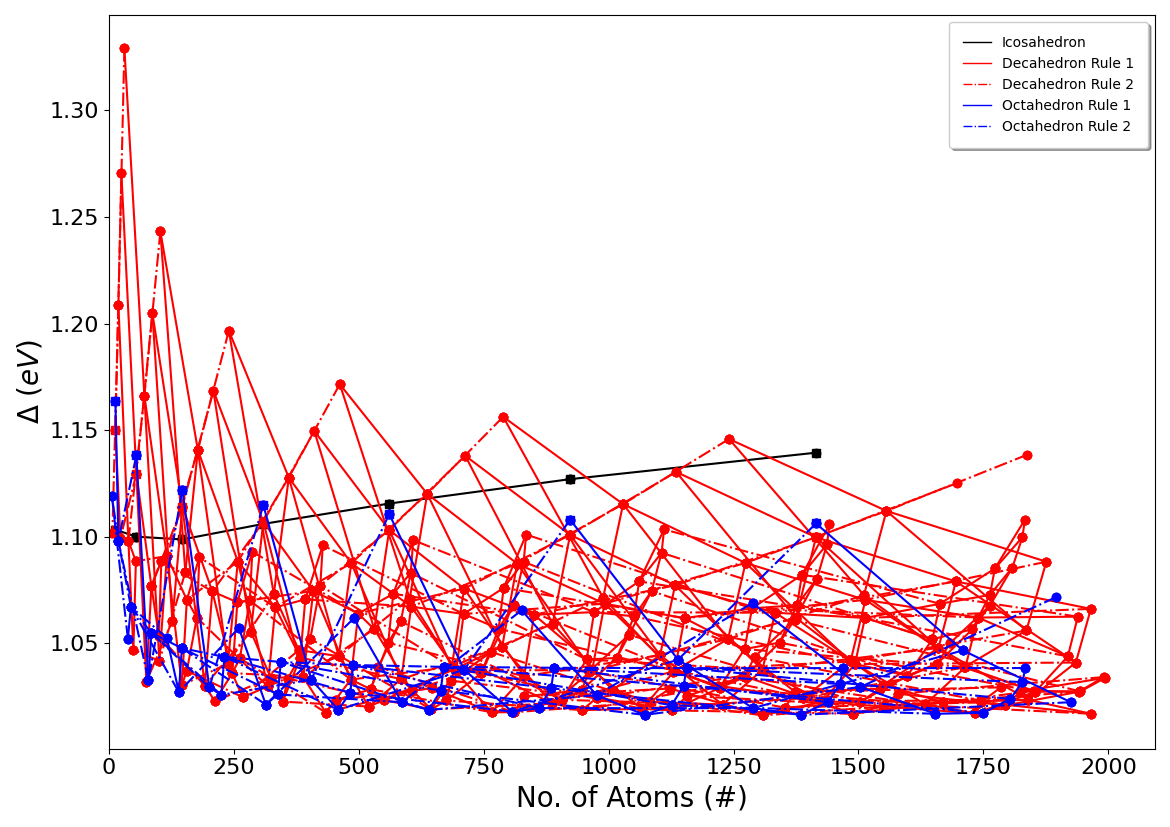 Icosahedron
Decahedron Rule 1
Decahedron Rule 2
Octahedron Rule 1
Octahedron Rule 2
1.30
1.25
1.20
1.15
1.10
1.05
Δ (eV)
0 250 500 750 1000 1250 1500 1750 2000
No. of Atoms (#)